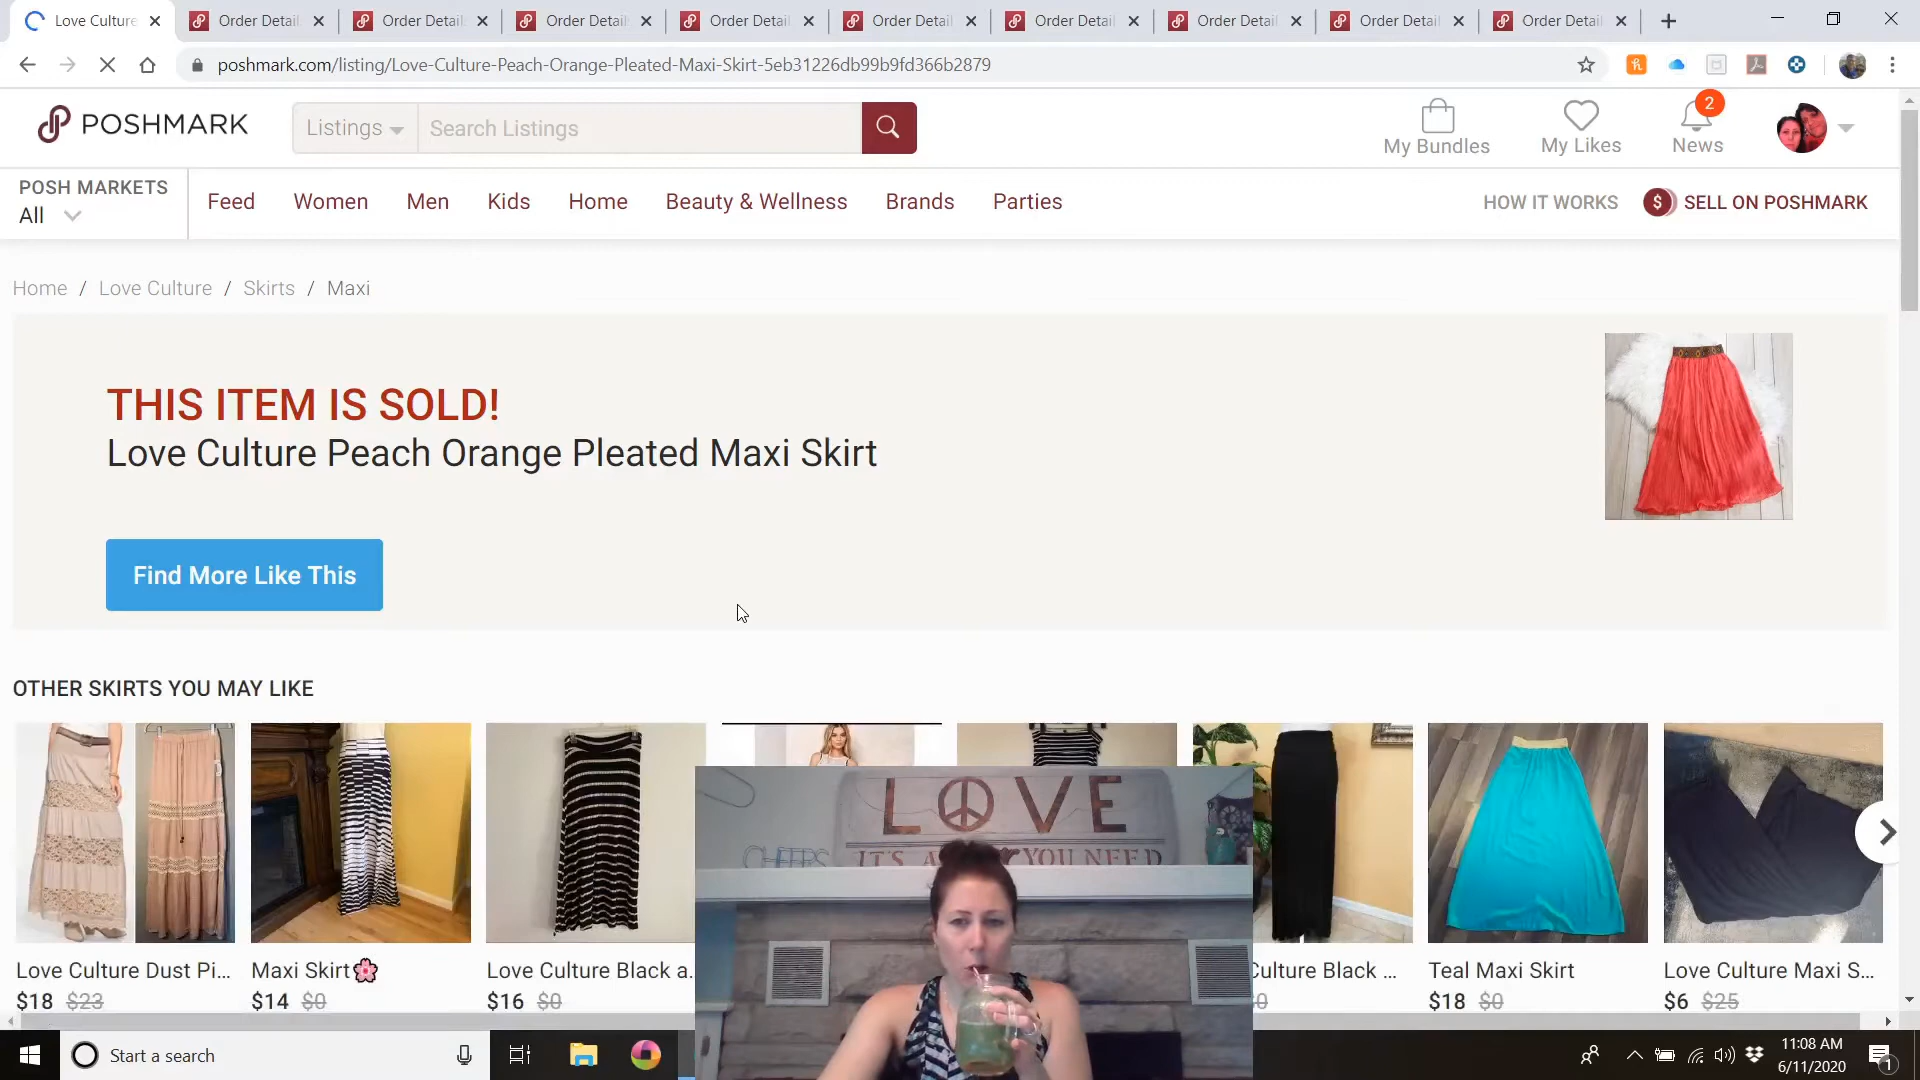 Love Culture
Order Detail
Order Detail
Order Detail
Order Detail
Order Detail
Order Detail
Order Detail
Order Detail
Order Detail
poshmark.com/listing/Love-Culture-Peach-Orange-Pleated-Maxi-Skirt-5eb31226db99b9fd366b2879
POSHMARK
Listings
Search Listings
My Bundles
My Likes
2
News
POSH MARKETS
All
Feed
Women
Men
Kids
Home
Beauty & Wellness
Brands
Parties
HOW IT WORKS
$ SELL ON POSHMARK
Home / Love Culture / Skirts / Maxi
THIS ITEM IS SOLD!
Love Culture Peach Orange Pleated Maxi Skirt
Find More Like This
OTHER SKIRTS YOU MAY LIKE
LOVE
CHEERS
IT'S A YOU NEED
Love Culture Dust Pi...
$18 $23
Maxi Skirt
$14 $0
Love Culture Black a.
$16 $0
Culture Black ...
Teal Maxi Skirt
$18 $0
Love Culture Maxi S...
$6 $25
Start a search
11:08 AM
6/11/2020
1